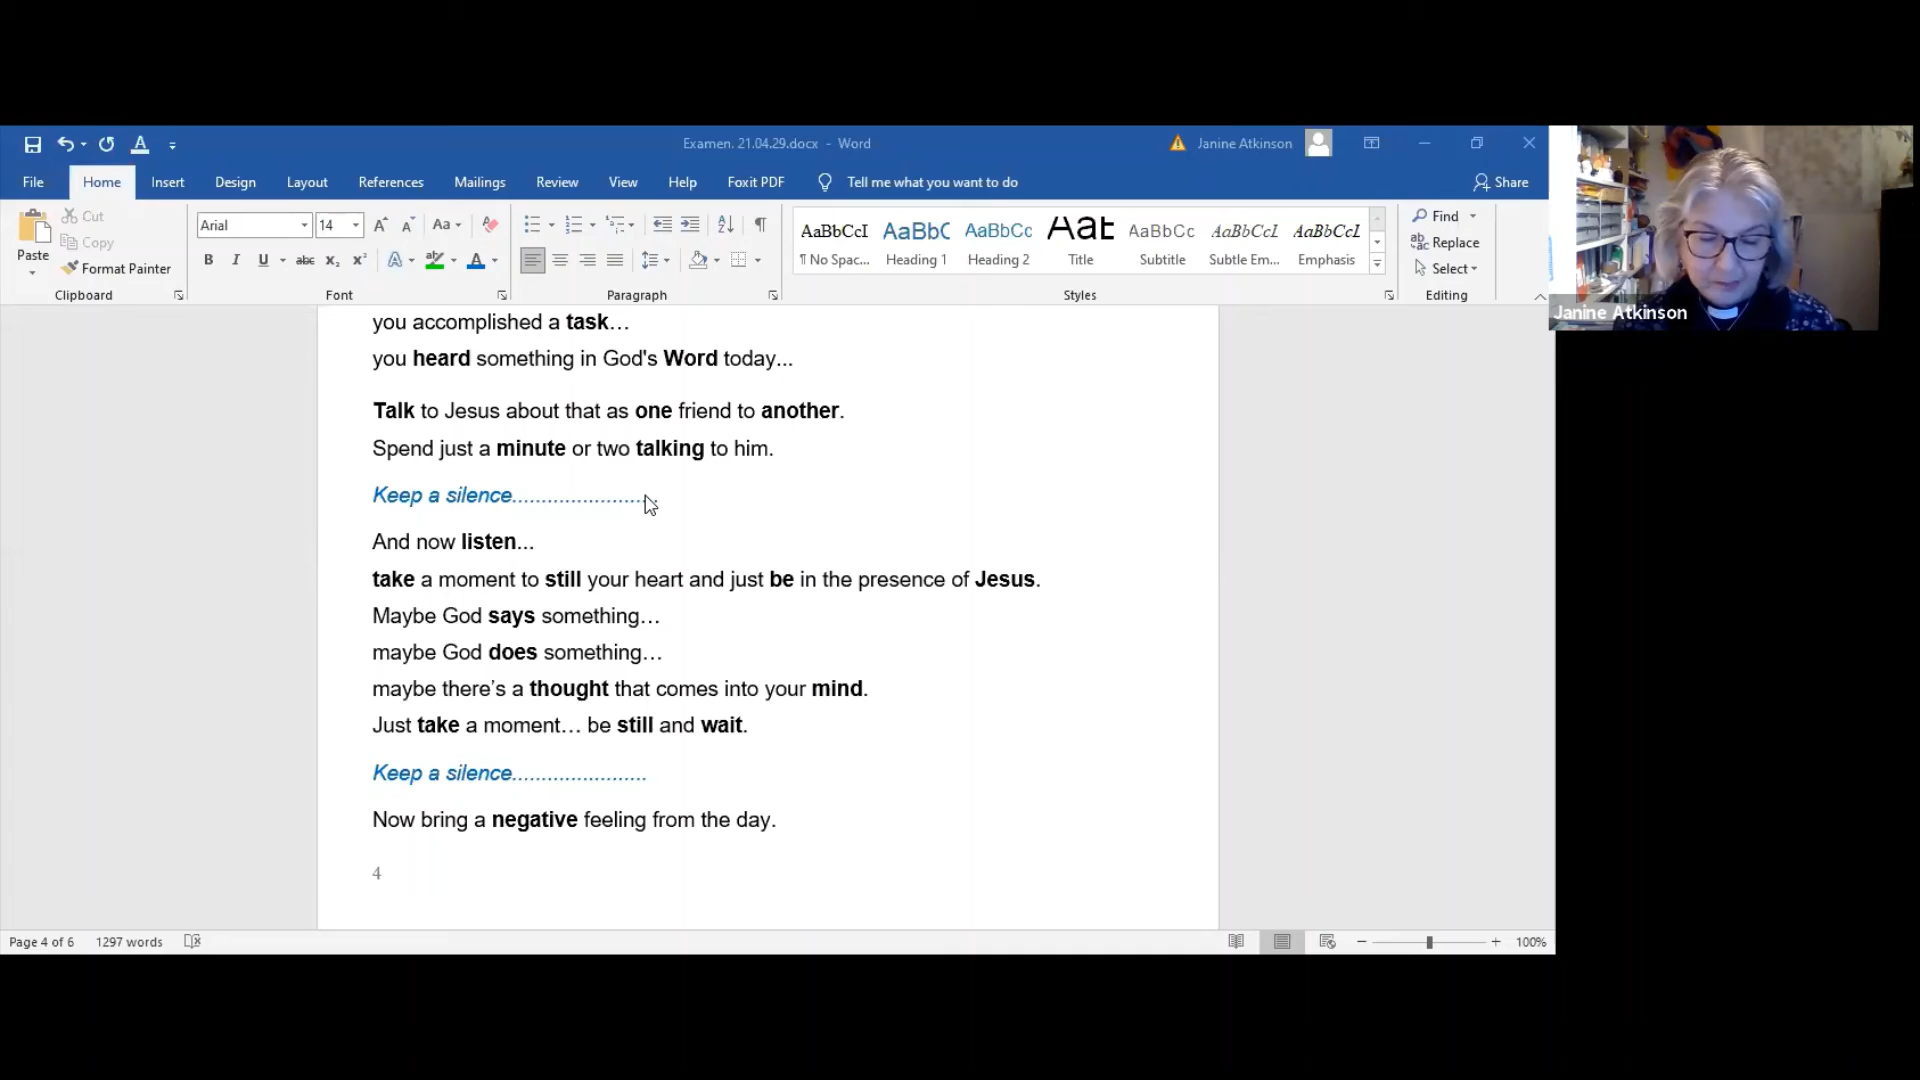 Examen. 21.04.29.docx - Word
Janine Atkinson
File Home Insert Design Layout References Mailings Review View Help Foxit PDF Tell me what you want to do Share
Paste
Cut
Copy
Format Painter
Clipboard
Arial 14
B I U abc x₂ x²
Font
Paragraph
AaBbCcI AaBbC AaBbCc Aab AaBbCcC AaBbCcI AaBbCcI
¶ No Spac... Heading 1 Heading 2 Title Subtitle Subtle Em... Emphasis
Styles
Find
Replace
Select
Editing
Janine Atkinson
you accomplished a task…
you heard something in God's Word today...
Talk to Jesus about that as one friend to another.
Spend just a minute or two talking to him.
Keep a silence.......................
And now listen...
take a moment to still your heart and just be in the presence of Jesus.
Maybe God says something…
maybe God does something…
maybe there’s a thought that comes into your mind.
Just take a moment… be still and wait.
Keep a silence.......................
Now bring a negative feeling from the day.
4
Page 4 of 6 1297 words 100%